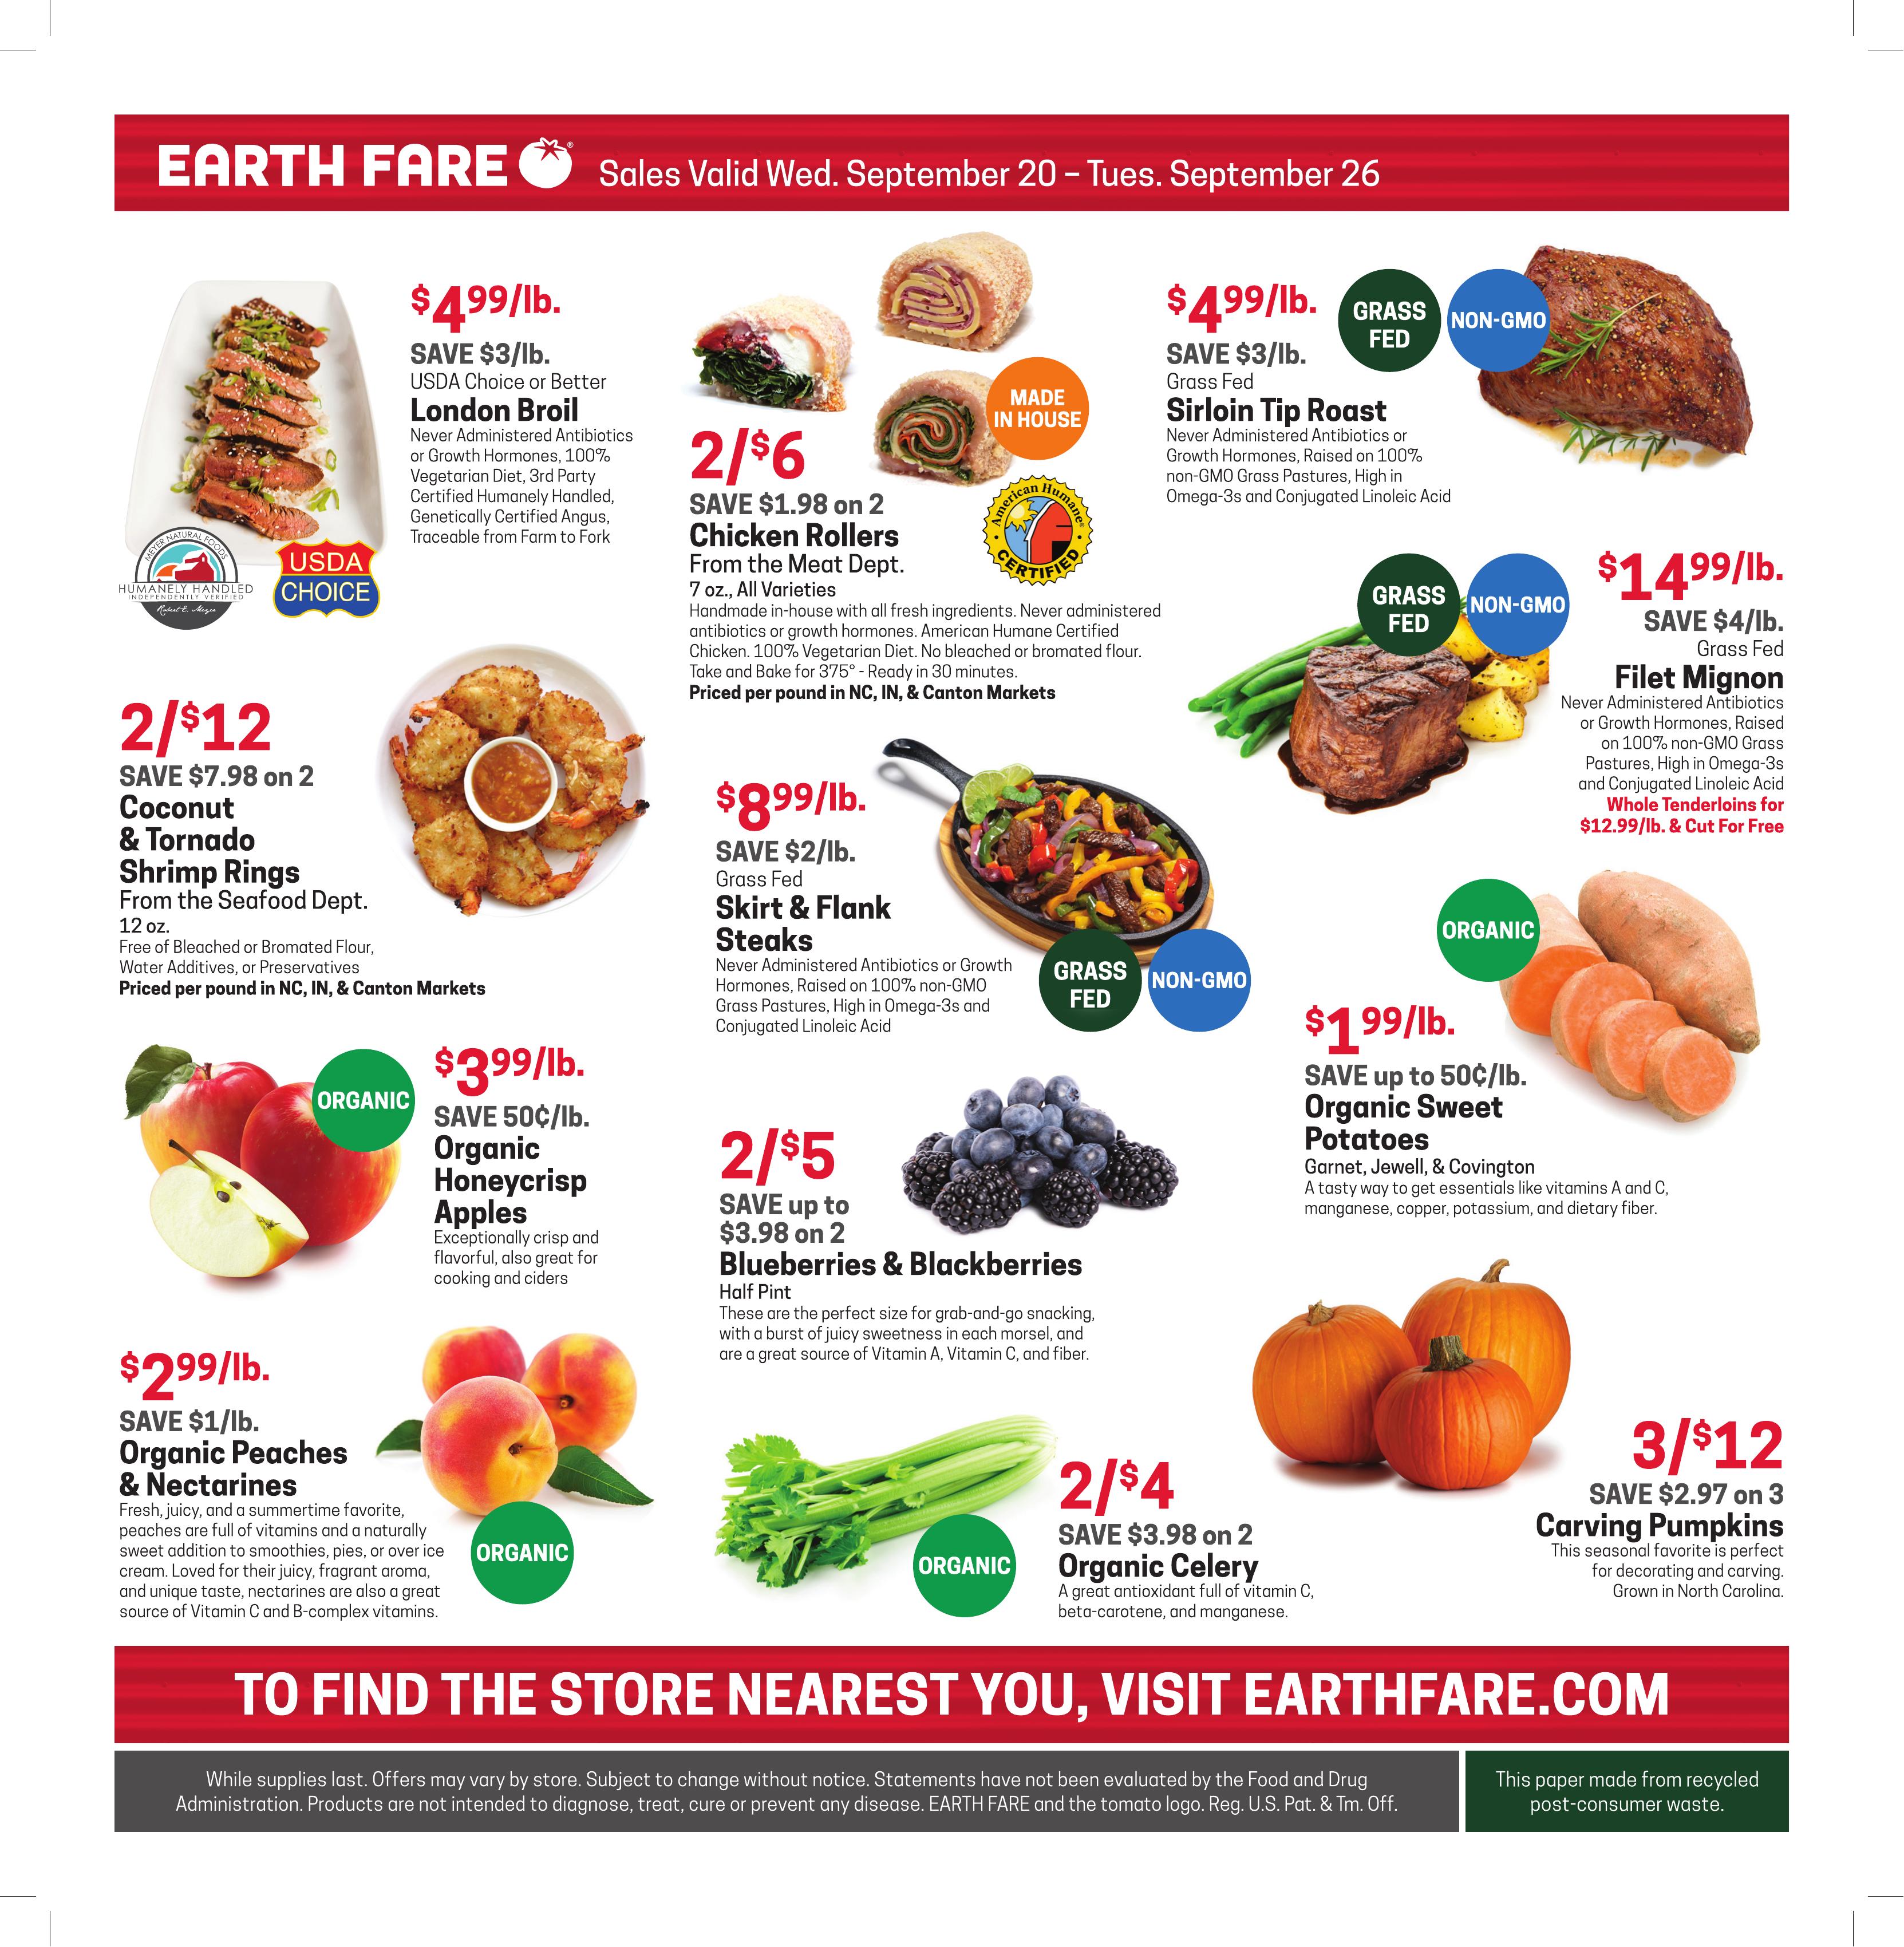 EARTH FARE ®
Sales Valid Wed. September 20 – Tues. September 26
$4 99/lb.
SAVE $3/lb.
USDA Choice or Better
London Broil
Never Administered Antibiotics
or Growth Hormones, 100%
Vegetarian Diet, 3rd Party
Certified Humanely Handled,
Genetically Certified Angus,
Traceable from Farm to Fork
MEYER NATURAL FOODS
HUMANELY HANDLED
INDEPENDENTLY VERIFIED
Robert E. Meyer
USDA
CHOICE
MADE
IN HOUSE
2/$6
SAVE $1.98 on 2
Chicken Rollers
From the Meat Dept.
7 oz., All Varieties
Handmade in-house with all fresh ingredients. Never administered
antibiotics or growth hormones. American Humane Certified
Chicken. 100% Vegetarian Diet. No bleached or bromated flour.
Take and Bake for 375° - Ready in 30 minutes.
Priced per pound in NC, IN, & Canton Markets
American Humane®
CERTIFIED
$4 99/lb.
SAVE $3/lb.
Grass Fed
Sirloin Tip Roast
Never Administered Antibiotics or
Growth Hormones, Raised on 100%
non-GMO Grass Pastures, High in
Omega-3s and Conjugated Linoleic Acid
GRASS
FED
NON-GMO
GRASS
FED
NON-GMO
$14 99/lb.
SAVE $4/lb.
Grass Fed
Filet Mignon
Never Administered Antibiotics
or Growth Hormones, Raised
on 100% non-GMO Grass
Pastures, High in Omega-3s
and Conjugated Linoleic Acid
Whole Tenderloins for
$12.99/lb. & Cut For Free
2/$12
SAVE $7.98 on 2
Coconut
& Tornado
Shrimp Rings
From the Seafood Dept.
12 oz.
Free of Bleached or Bromated Flour,
Water Additives, or Preservatives
Priced per pound in NC, IN, & Canton Markets
$8 99/lb.
SAVE $2/lb.
Grass Fed
Skirt & Flank
Steaks
Never Administered Antibiotics or Growth
Hormones, Raised on 100% non-GMO
Grass Pastures, High in Omega-3s and
Conjugated Linoleic Acid
GRASS
FED
NON-GMO
ORGANIC
$1 99/lb.
SAVE up to 50¢/lb.
Organic Sweet
Potatoes
Garnet, Jewell, & Covington
A tasty way to get essentials like vitamins A and C,
manganese, copper, potassium, and dietary fiber.
ORGANIC
$3 99/lb.
SAVE 50¢/lb.
Organic
Honeycrisp
Apples
Exceptionally crisp and
flavorful, also great for
cooking and ciders
2/$5
SAVE up to
$3.98 on 2
Blueberries & Blackberries
Half Pint
These are the perfect size for grab-and-go snacking,
with a burst of juicy sweetness in each morsel, and
are a great source of Vitamin A, Vitamin C, and fiber.
$2 99/lb.
SAVE $1/lb.
Organic Peaches
& Nectarines
Fresh, juicy, and a summertime favorite,
peaches are full of vitamins and a naturally
sweet addition to smoothies, pies, or over ice
cream. Loved for their juicy, fragrant aroma,
and unique taste, nectarines are also a great
source of Vitamin C and B-complex vitamins.
ORGANIC
ORGANIC
2/$4
SAVE $3.98 on 2
Organic Celery
A great antioxidant full of vitamin C,
beta-carotene, and manganese.
3/$12
SAVE $2.97 on 3
Carving Pumpkins
This seasonal favorite is perfect
for decorating and carving.
Grown in North Carolina.
TO FIND THE STORE NEAREST YOU, VISIT EARTHFARE.COM
While supplies last. Offers may vary by store. Subject to change without notice. Statements have not been evaluated by the Food and Drug
Administration. Products are not intended to diagnose, treat, cure or prevent any disease. EARTH FARE and the tomato logo. Reg. U.S. Pat. & Tm. Off.
This paper made from recycled
post-consumer waste.